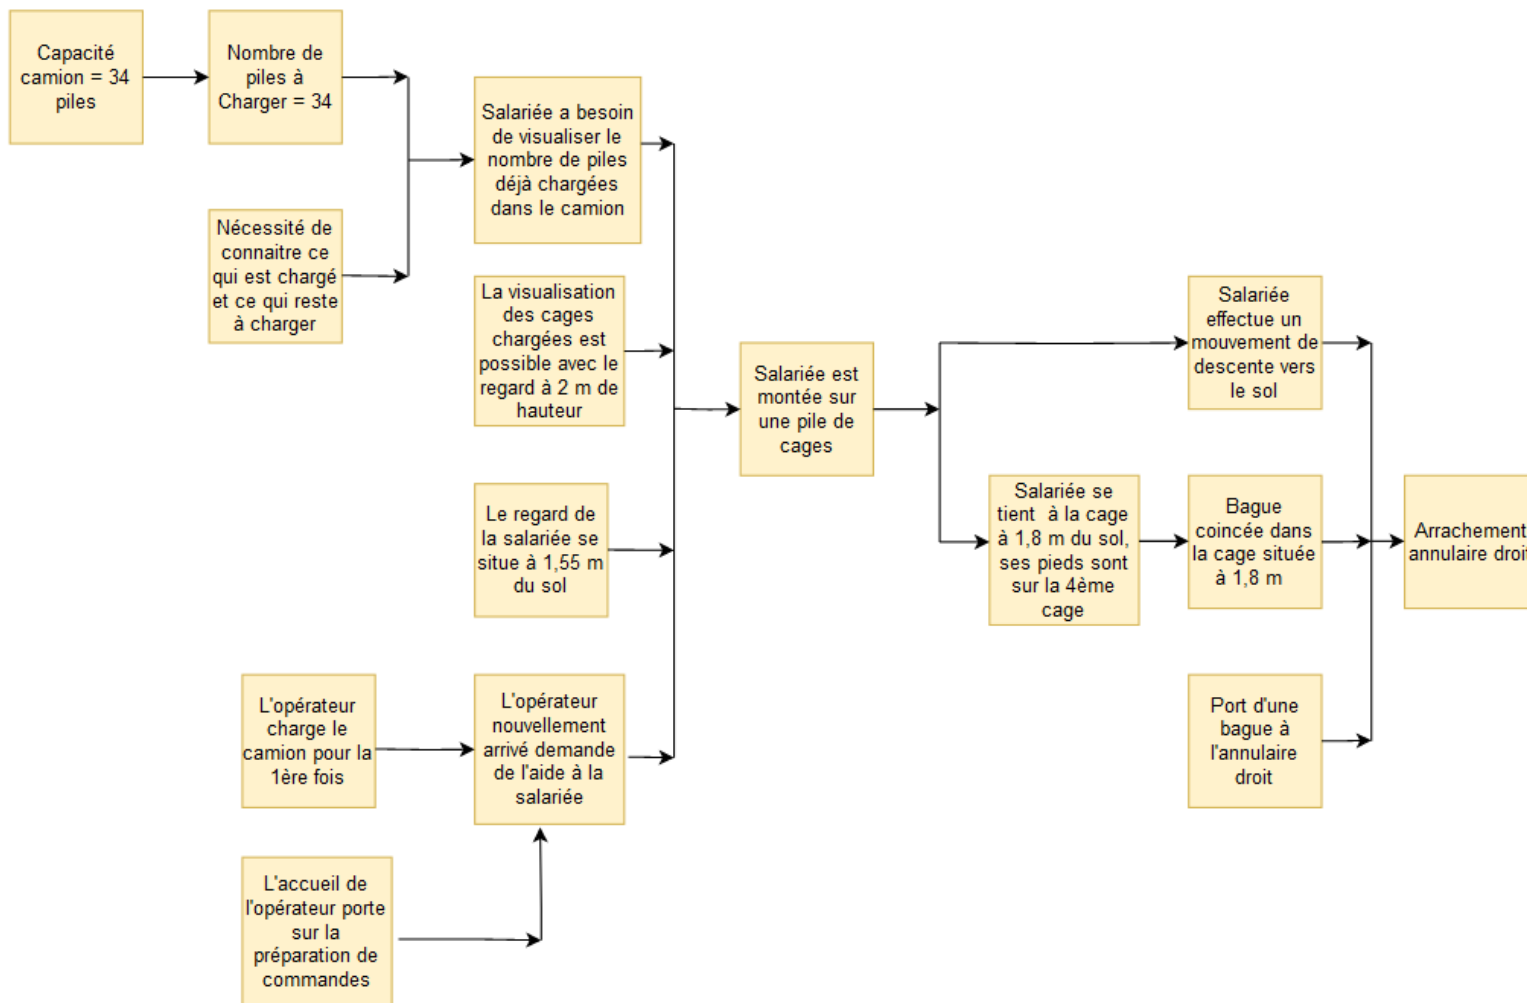 Capacité
camion = 34
piles
Nombre de
piles à
Charger = 34
Salariée a besoin
de visualiser le
nombre de piles
déjà chargées
dans le camion
Nécessité de
connaitre ce
qui est chargé
et ce qui reste
à charger
La visualisation
des cages
chargées est
possible avec le
regard à 2 m de
hauteur
Salariée
effectue un
mouvement de
descente vers
le sol
Salariée est
montée sur
une pile de
cages
Le regard de
la salariée se
situe à 1,55 m
du sol
Salariée se
tient à la cage
à 1,8 m du sol,
ses pieds sont
sur la 4ème
cage
Bague
coincée dans
la cage située
à 1,8 m
Arrachement
annulaire droit
L'opérateur
charge le
camion pour la
1ère fois
L'opérateur
nouvellement
arrivé demande
de l'aide à la
salariée
Port d'une
bague à
l'annulaire
droit
L'accueil de
l'opérateur porte
sur la
préparation de
commandes